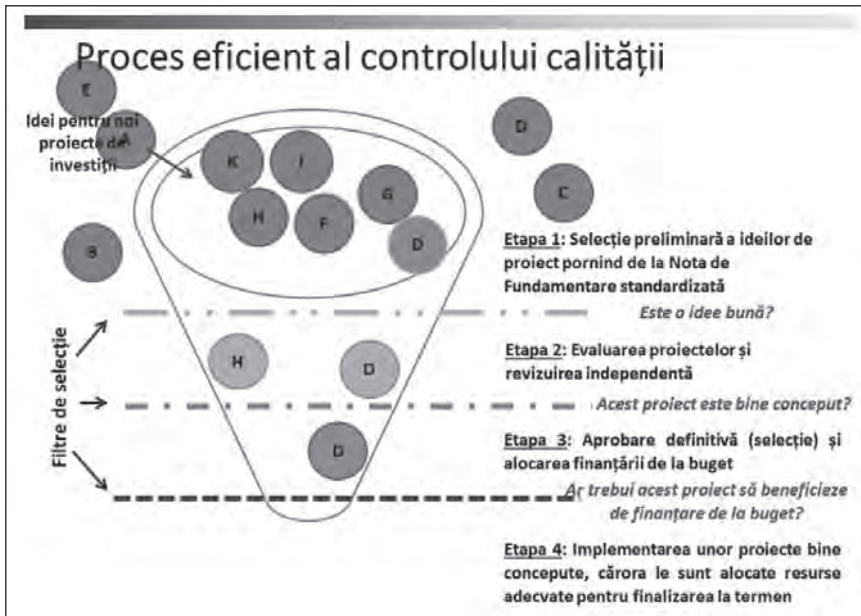 Proces eficient al controlului calității
E
A
Idei pentru noi
proiecte de
investiții
K
I
H
F
G
D
D
C
B
Etapa 1: Selecție preliminară a ideilor de
proiect pornind de la Nota de
Fundamentare standardizată
Este o idee bună?
Filtre de selecție
H
D
Etapa 2: Evaluarea proiectelor și
revizuirea independentă
Acest proiect este bine conceput?
D
Etapa 3: Aprobare definitivă (selecție) și
alocarea finanțării de la buget
Ar trebui acest proiect să beneficieze
de finanțare de la buget?
Etapa 4: Implementarea unor proiecte bine
concepute, cărora le sunt alocate resurse
adecvate pentru finalizarea la termen